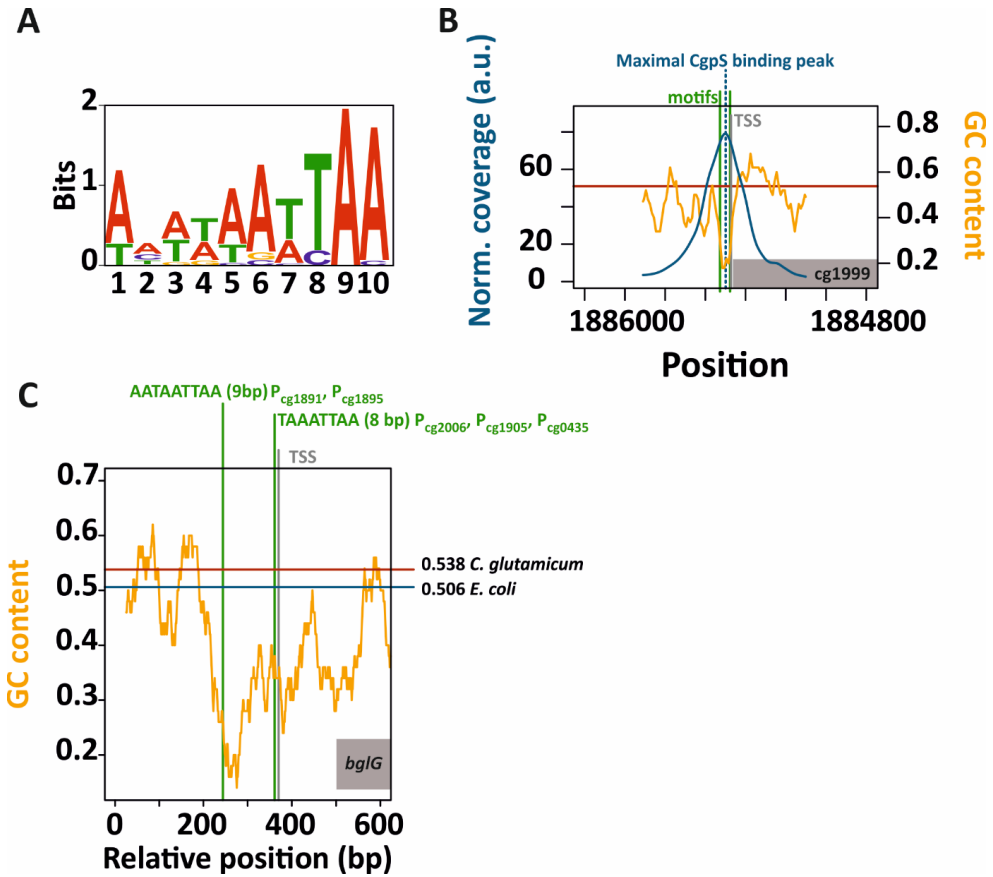 A
Bits
2
1
0
A T
A C T
A T G
T A G
A T C
A G C
T A
T C
A
A C
1 2 3 4 5 6 7 8 9 10
B
Maximal CgpS binding peak
motifs
TSS
Norm. coverage (a.u.)
60
20
0
0.8
0.6
0.4
0.2
GC content
cg1999
1886000 1884800
Position
C
AATAATTAA (9bp) Pcg1891, Pcg1895
TAAATTAA (8 bp) Pcg2006, Pcg1905, Pcg0435
TSS
GC content
0.7
0.6
0.5
0.4
0.3
0.2
0.538 C. glutamicum
0.506 E. coli
bglG
0 200 400 600
Relative position (bp)